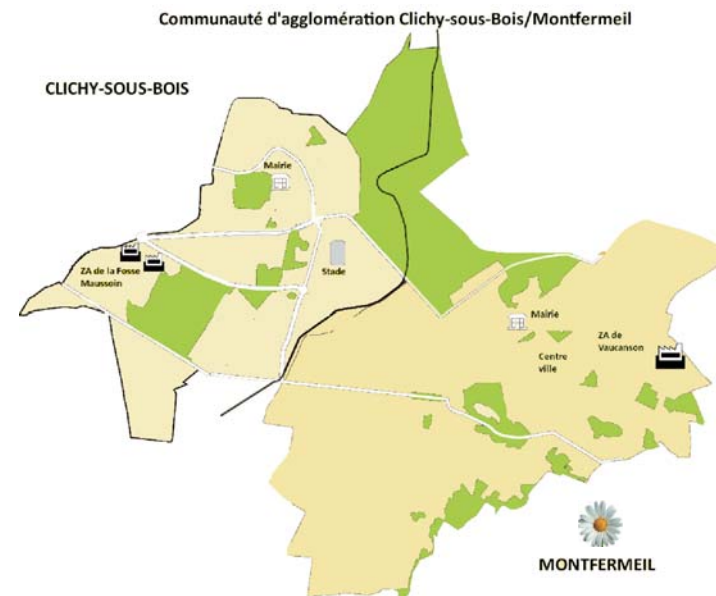 Communauté d'agglomération Clichy-sous-Bois/Montfermeil
CLICHY-SOUS-BOIS
Mairie
ZA de la Fosse
Maussoin
Stade
Mairie
ZA de
Vaucanson
Centre
ville
MONTFERMEIL